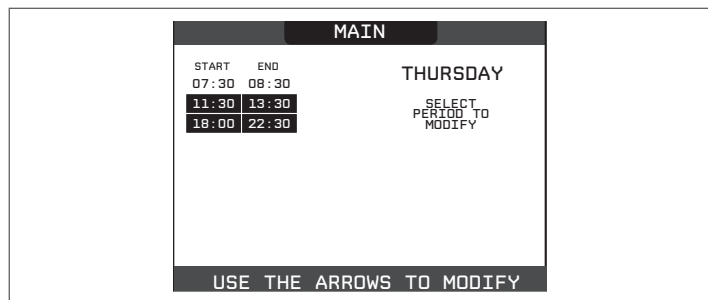 MAIN
START END
07:30 08:30
11:30 13:30
18:00 22:30
THURSDAY
SELECT
PERIOD TO
MODIFY
USE THE ARROWS TO MODIFY